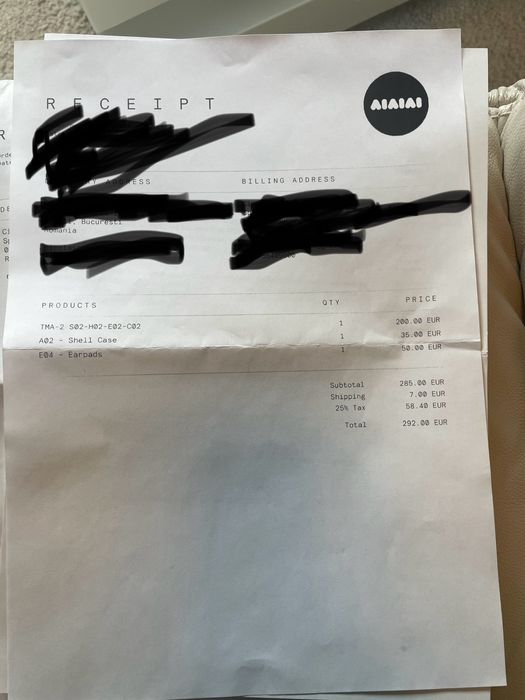 RECEIPT
AIAIAI
ADDRESS
BILLING ADDRESS
Bucuresti
Romania
PRODUCTS QTY PRICE
TMA-2 S02-H02-E02-C02 1 200.00 EUR
A02 - Shell Case 1 35.00 EUR
E04 - Earpads 1 50.00 EUR
Subtotal 285.00 EUR
Shipping 7.00 EUR
25% Tax 58.40 EUR
Total 292.00 EUR